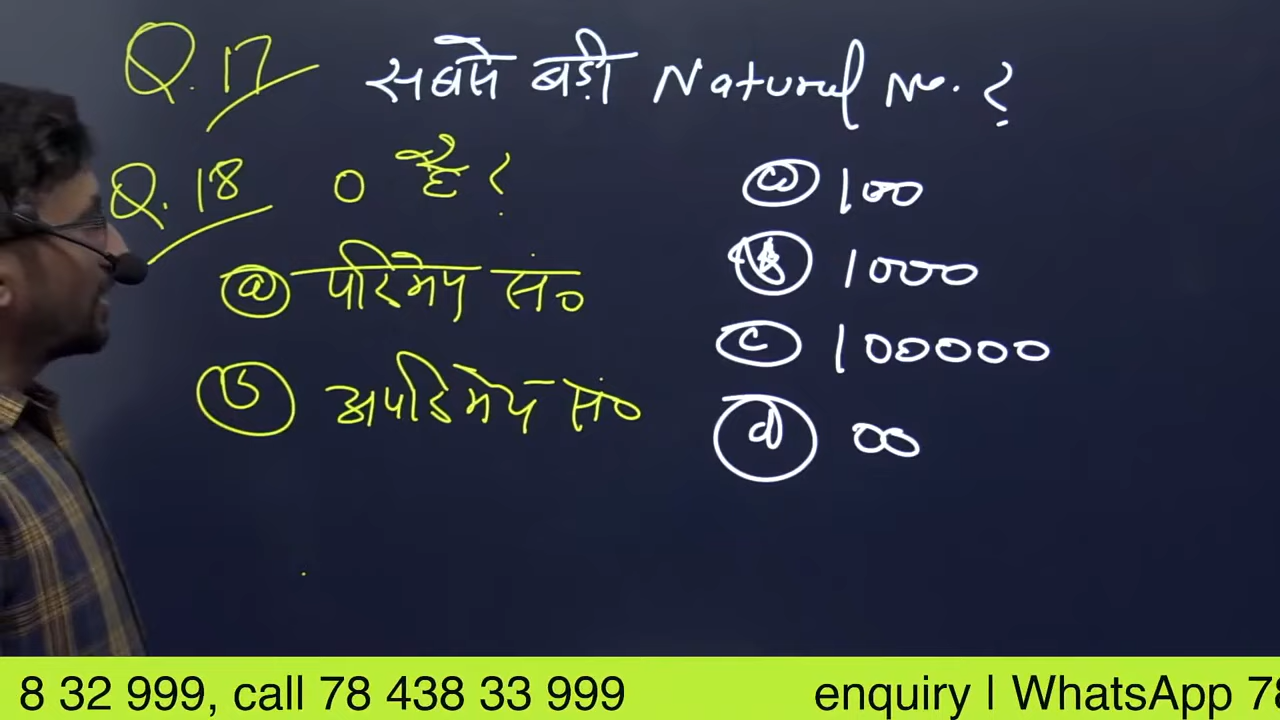 Q.17 सबसे बड़ी Natural No. ?
Q.18 0 है ?
(a) परिमेय सं०
(b) अपरिमेय सं०
(a) 100
(b) 1000
(c) 100000
(d) ∞
8 32 999, call 78 438 33 999 enquiry | WhatsApp 78